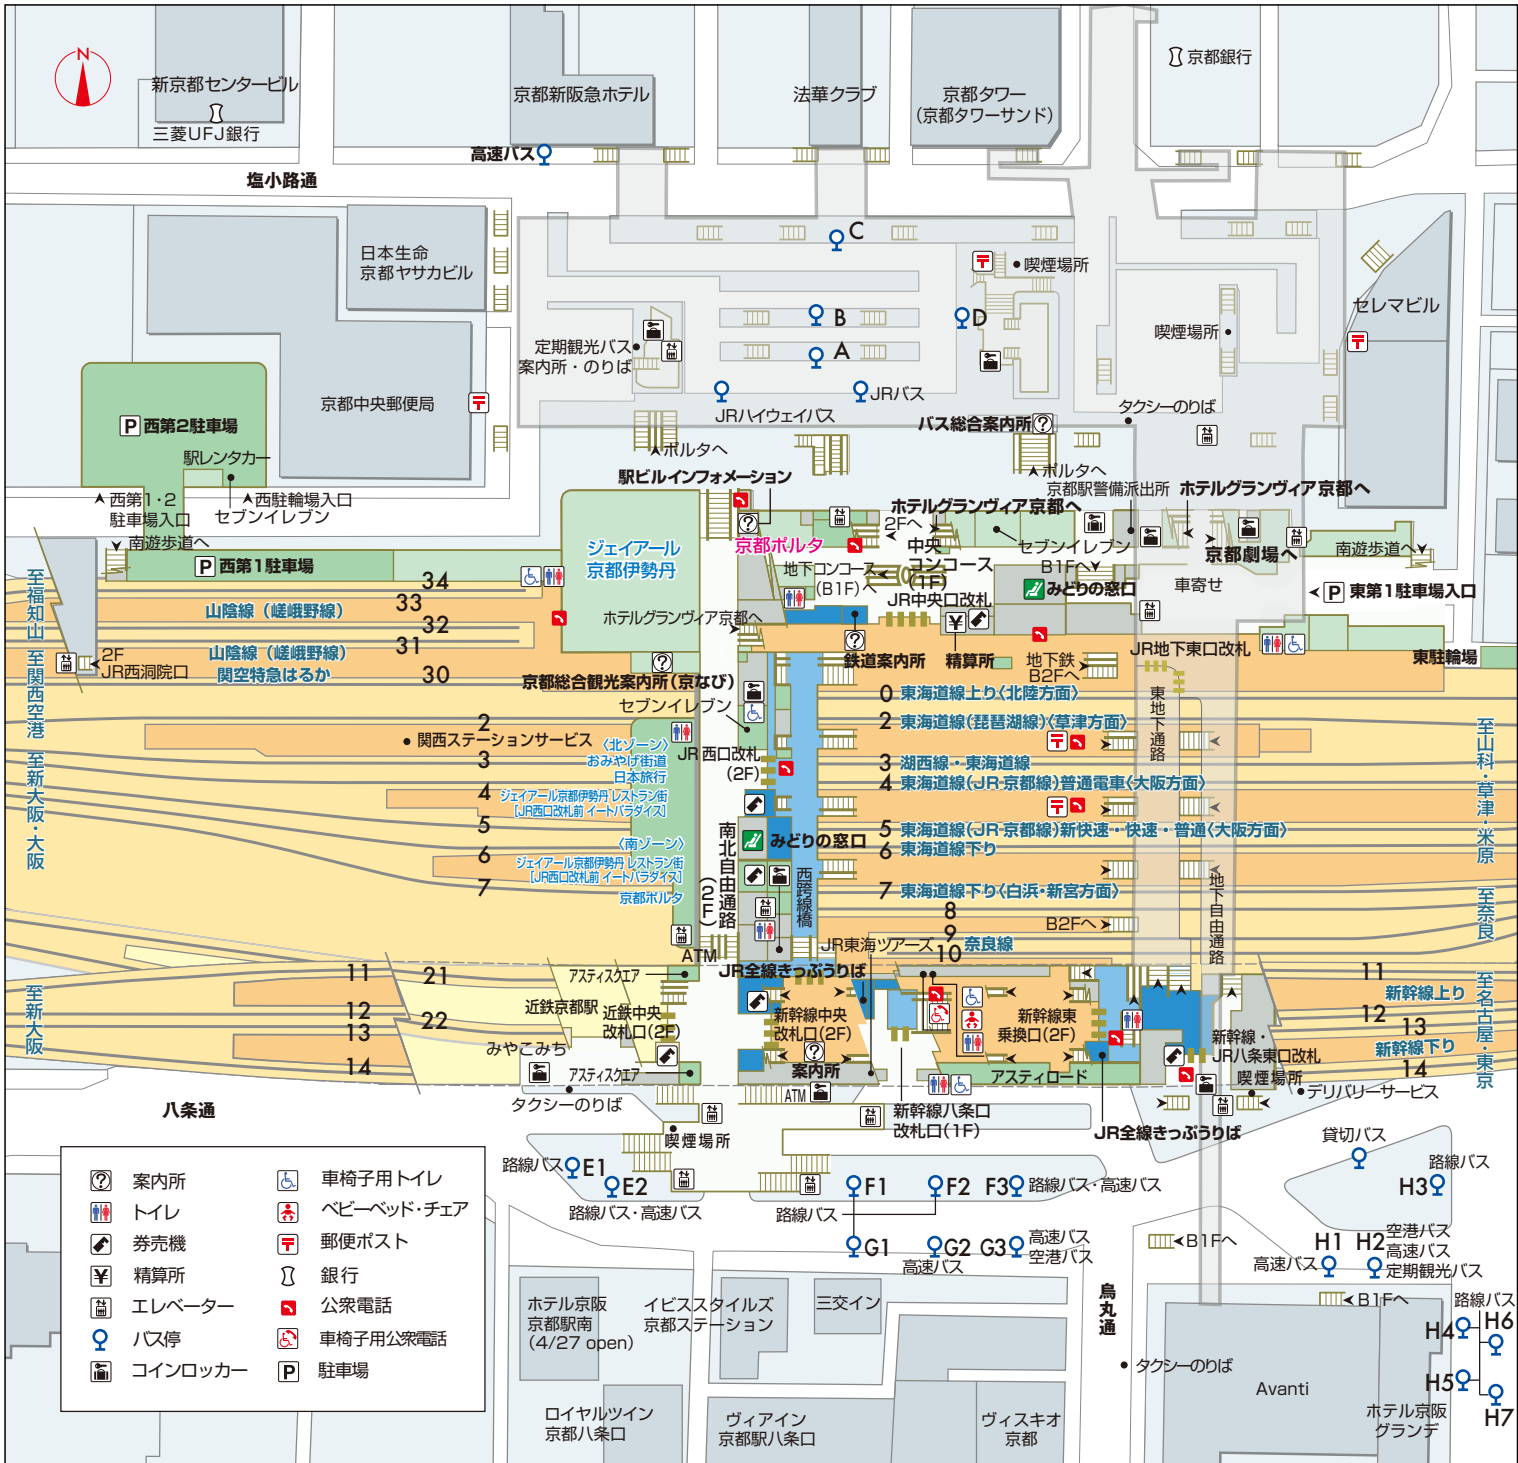 N
新京都センタービル
三菱UFJ銀行
京都新阪急ホテル
法華クラブ
京都タワー
(京都タワーサンド)
京都銀行
高速バス
塩小路通
日本生命
京都ヤサカビル
C
喫煙場所
B
D
A
定期観光バス
案内所・のりば
喫煙場所
セレマビル
京都中央郵便局
JRハイウェイバス
JRバス
タクシーのりば
バス総合案内所
P 西第2駐車場
駅レンタカー
セブンイレブン
西第1・2
駐車場入口
西駐輪場入口
ポルタへ
ポルタへ
駅ビルインフォメーション
京都駅警備派出所
ホテルグランヴィア京都へ
ホテルグランヴィア京都へ
2Fへ
南遊歩道へ
P 西第1駐車場
ジェイアール
京都伊勢丹
京都ポルタ
中央
コンコース
(1F)
地下コンコース
(B1F)へ
セブンイレブン
B1Fへ
京都劇場へ
南遊歩道へ
みどりの窓口
車寄せ
P 東第1駐車場入口
JR中央口改札
至福知山
至関西空港
至新大阪・大阪
至新大阪
34
33
山陰線（嵯峨野線）
32
31
山陰線（嵯峨野線）
関空特急はるか
30
2F
JR西洞院口
ホテルグランヴィア京都へ
鉄道案内所
精算所
地下鉄
B2Fへ
JR地下東口改札
東駐輪場
京都総合観光案内所(京なび)
セブンイレブン
0 東海道線上り〈北陸方面〉
2 東海道線(琵琶湖線)〈草津方面〉
3 湖西線・東海道線
4 東海道線(JR京都線)普通電車〈大阪方面〉
5 東海道線(JR京都線)新快速・快速・普通〈大阪方面〉
6 東海道線下り
7 東海道線下り〈白浜・新宮方面〉
8
9
10
奈良線
B2Fへ
東地下通路
地下自由通路
至山科・草津・米原
至奈良
至名古屋・東京
2
関西ステーションサービス
3
4
5
6
7
〈北ゾーン〉
おみやげ街道
日本旅行
ジェイアール京都伊勢丹 レストラン街
[JR西口改札前 イートパラダイス]
〈南ゾーン〉
ジェイアール京都伊勢丹 レストラン街
[JR西口改札前 イートパラダイス]
京都ポルタ
JR西口改札
(2F)
南北自由通路
(2F)
みどりの窓口
西跨線橋
ATM
JR東海ツアーズ
JR全線きっぷうりば
11
21
12
22
13
14
アスティスクエア
近鉄京都駅
近鉄中央
改札口(2F)
みやこみち
アスティスクエア
新幹線中央
改札口(2F)
案内所
新幹線東
乗換口(2F)
アスティロード
新幹線・
JR八条東口改札
11
新幹線上り
12
13
新幹線下り
14
喫煙場所
デリバリーサービス
八条通
タクシーのりば
ATM
新幹線八条口
改札口(1F)
JR全線きっぷうりば
喫煙場所
路線バス
E1
E2
路線バス・高速バス
F1
F2
F3
路線バス・高速バス
路線バス
G1
G2
G3
高速バス
高速バス
空港バス
貸切バス
路線バス
H3
B1Fへ
H1
H2
空港バス
高速バス
定期観光バス
高速バス
B1Fへ
路線バス
H4
H6
H5
H7
烏丸通
タクシーのりば
Avanti
ホテル京阪
グランデ
ホテル京阪
京都駅南
(4/27 open)
イビススタイルズ
京都ステーション
三交イン
ロイヤルツイン
京都八条口
ヴィアイン
京都駅八条口
ヴィスキオ
京都
案内所
トイレ
券売機
¥ 精算所
エレベーター
バス停
コインロッカー
車椅子用トイレ
ベビーベッド・チェア
郵便ポスト
銀行
公衆電話
車椅子用公衆電話
P 駐車場